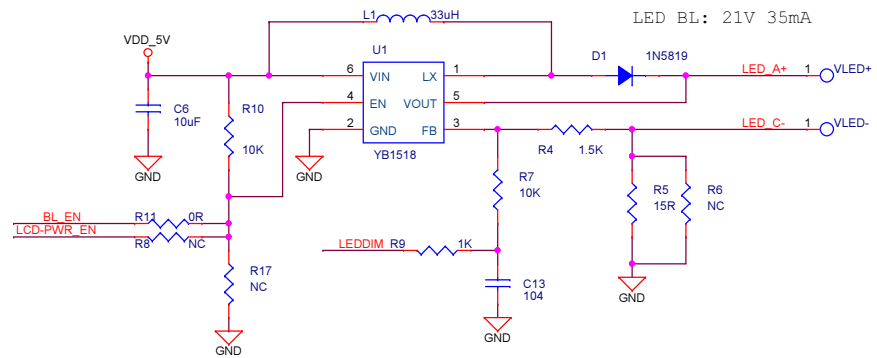 L1 33uH
LED BL: 21V 35mA
VDD_5V
U1
D1 1N5819
6 VIN LX 1
LED_A+ 1 VLED+
C6
10uF
R10
10K
4 EN VOUT 5
2 GND FB 3
YB1518
LED_C- 1 VLED-
R4 1.5K
GND
GND
R7
10K
R5
15R
R6
NC
BL_EN R11 0R
LCD-PWR_EN R8 NC
LEDDIM R9 1K
R17
NC
C13
104
GND
GND
GND